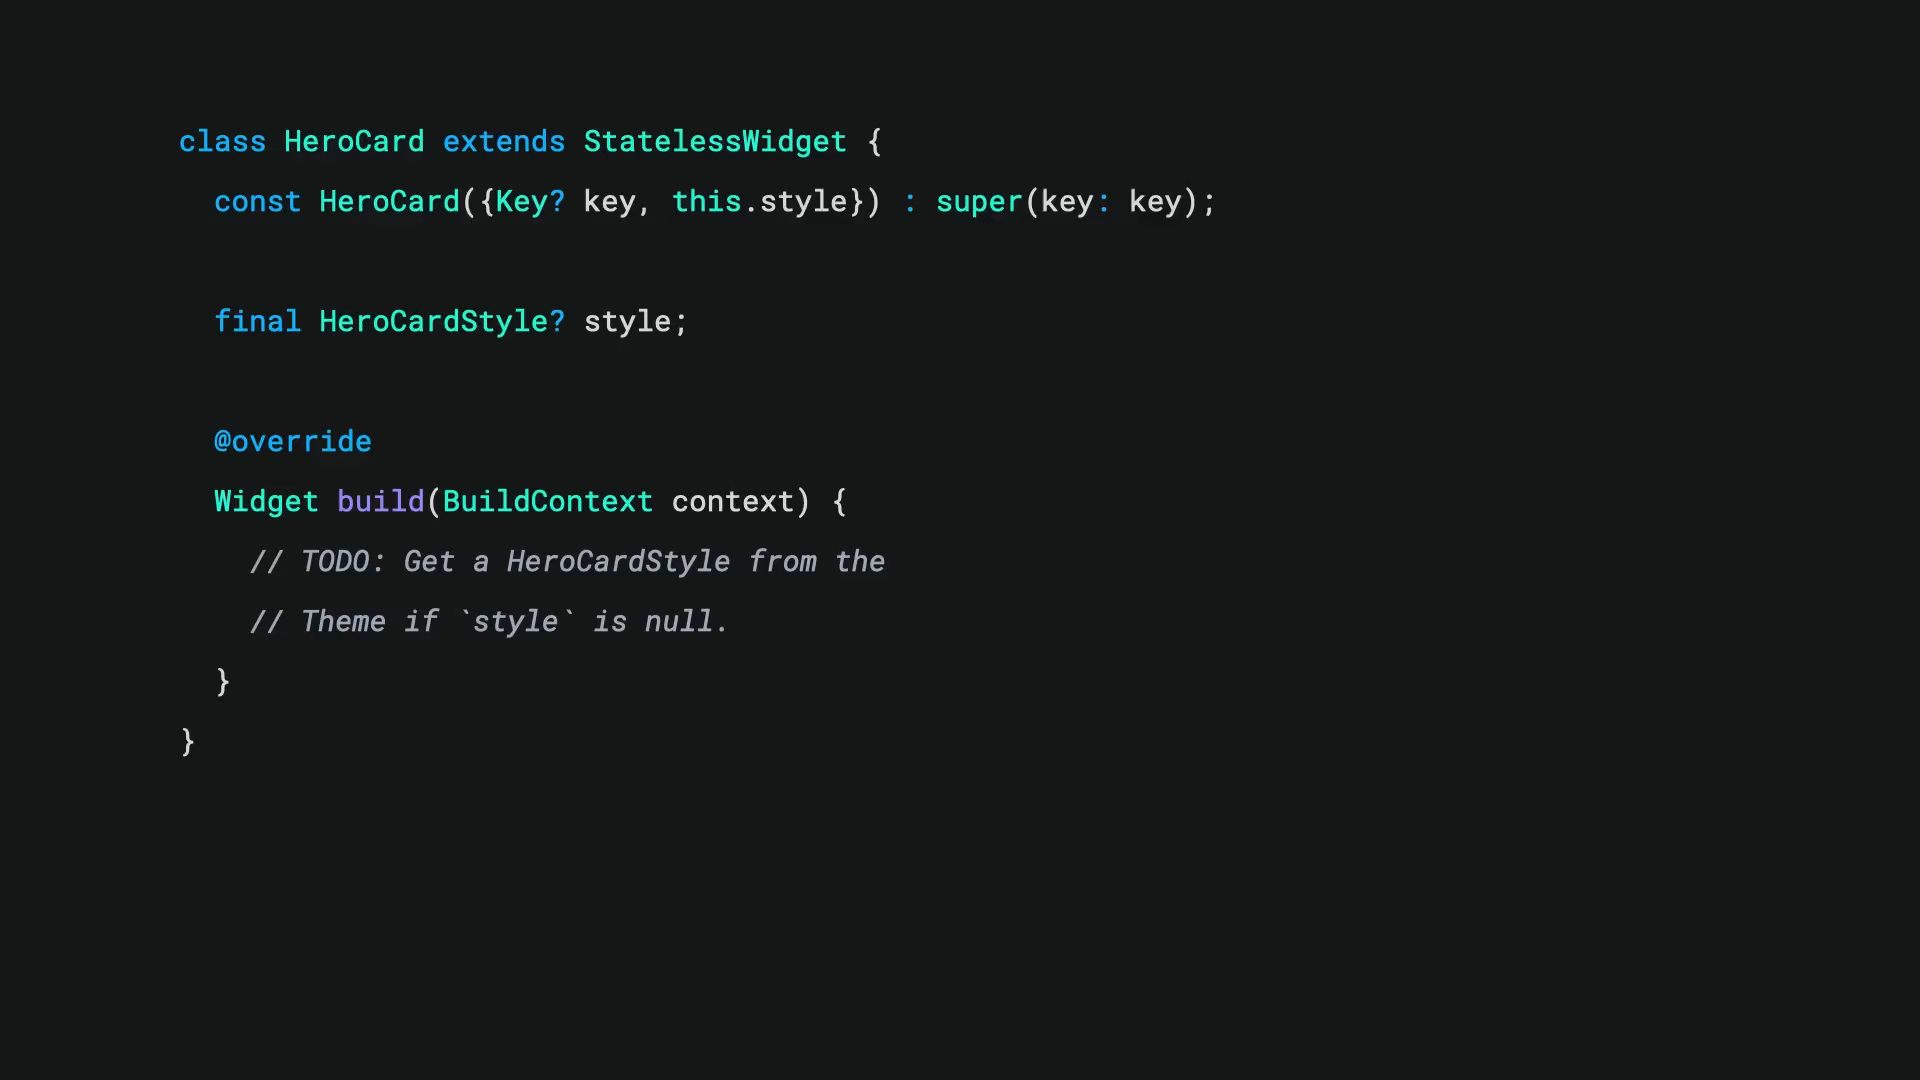 class HeroCard extends StatelessWidget {
const HeroCard({Key? key, this.style}) : super(key: key);
final HeroCardStyle? style;
@override
Widget build(BuildContext context) {
// TODO: Get a HeroCardStyle from the
// Theme if `style` is null.
}
}